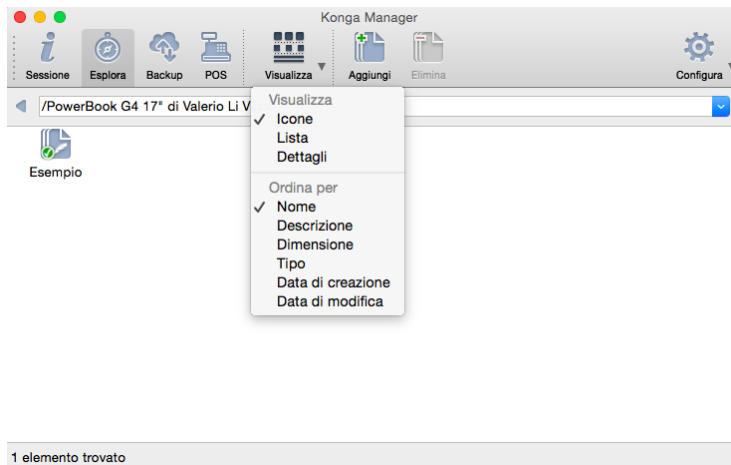 Konga Manager
Sessione Esplora Backup POS Visualizza Aggiungi Elimina Configura
/PowerBook G4 17" di Valerio Li V
Visualizza
✓ Icone
Lista
Dettagli
Esempio
Ordina per
✓ Nome
Descrizione
Dimensione
Tipo
Data di creazione
Data di modifica
1 elemento trovato